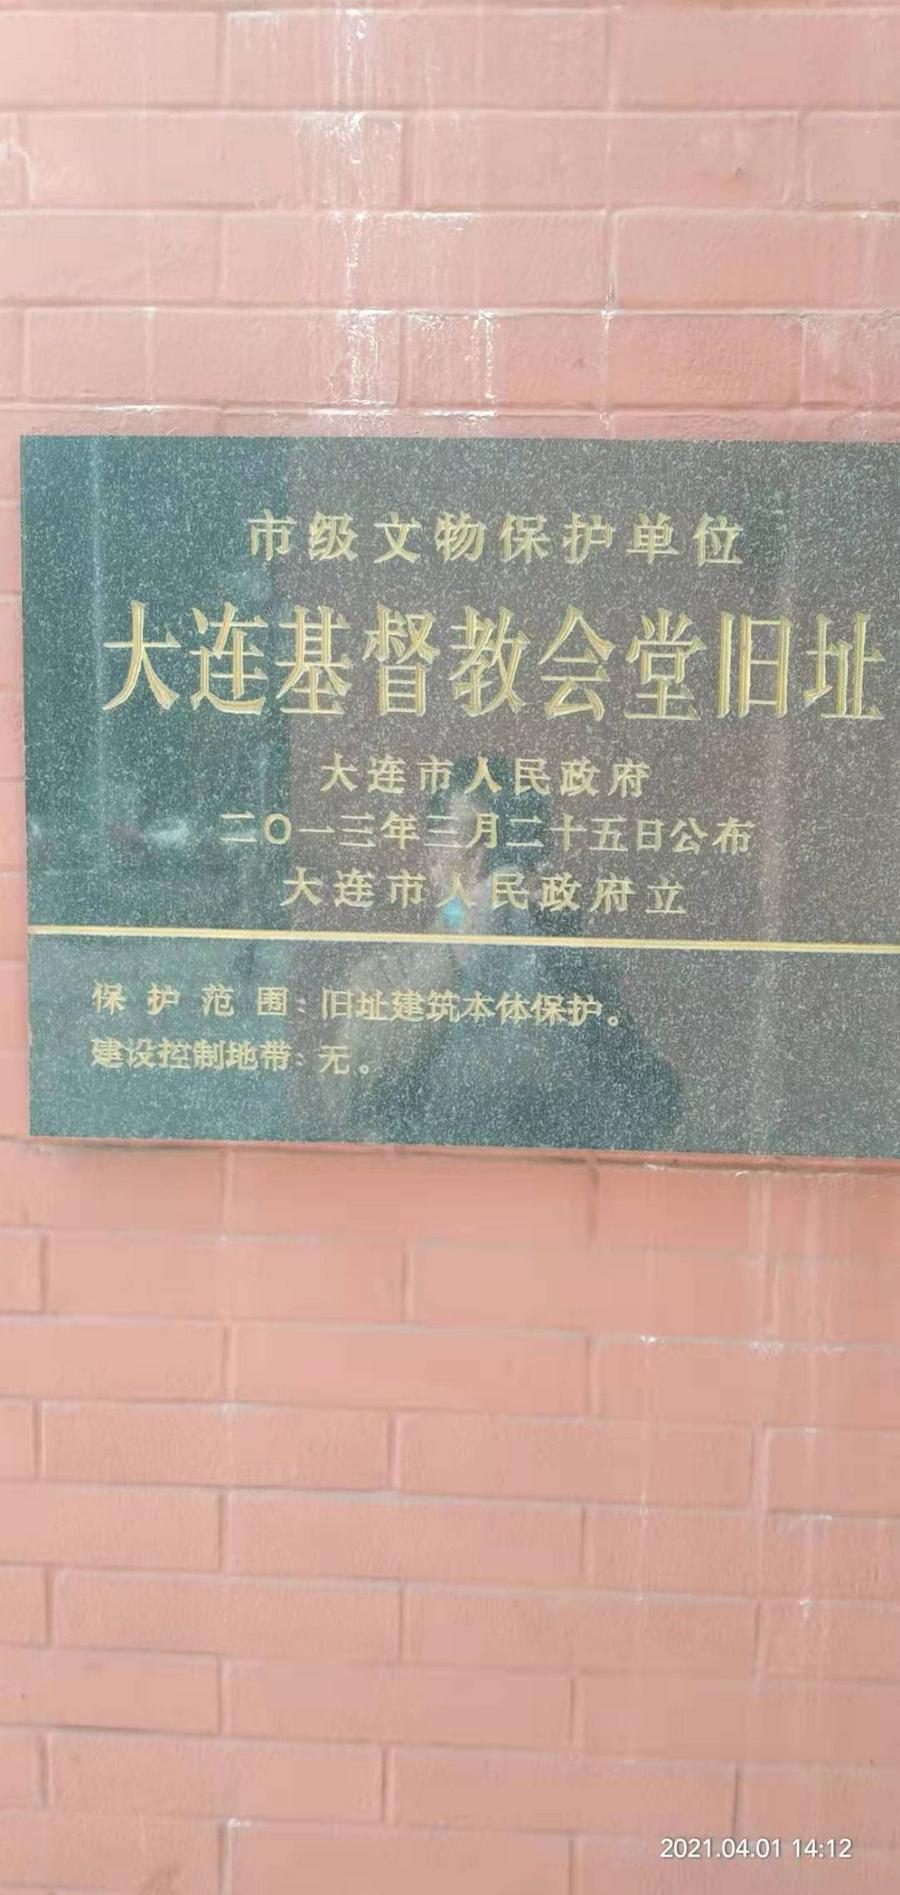 市级文物保护单位
大连基督教会堂旧址
大连市人民政府
二〇一三年三月二十五日公布
大连市人民政府立
保护范围：旧址建筑本体保护。
建设控制地带：无。
2021.04.01 14:12